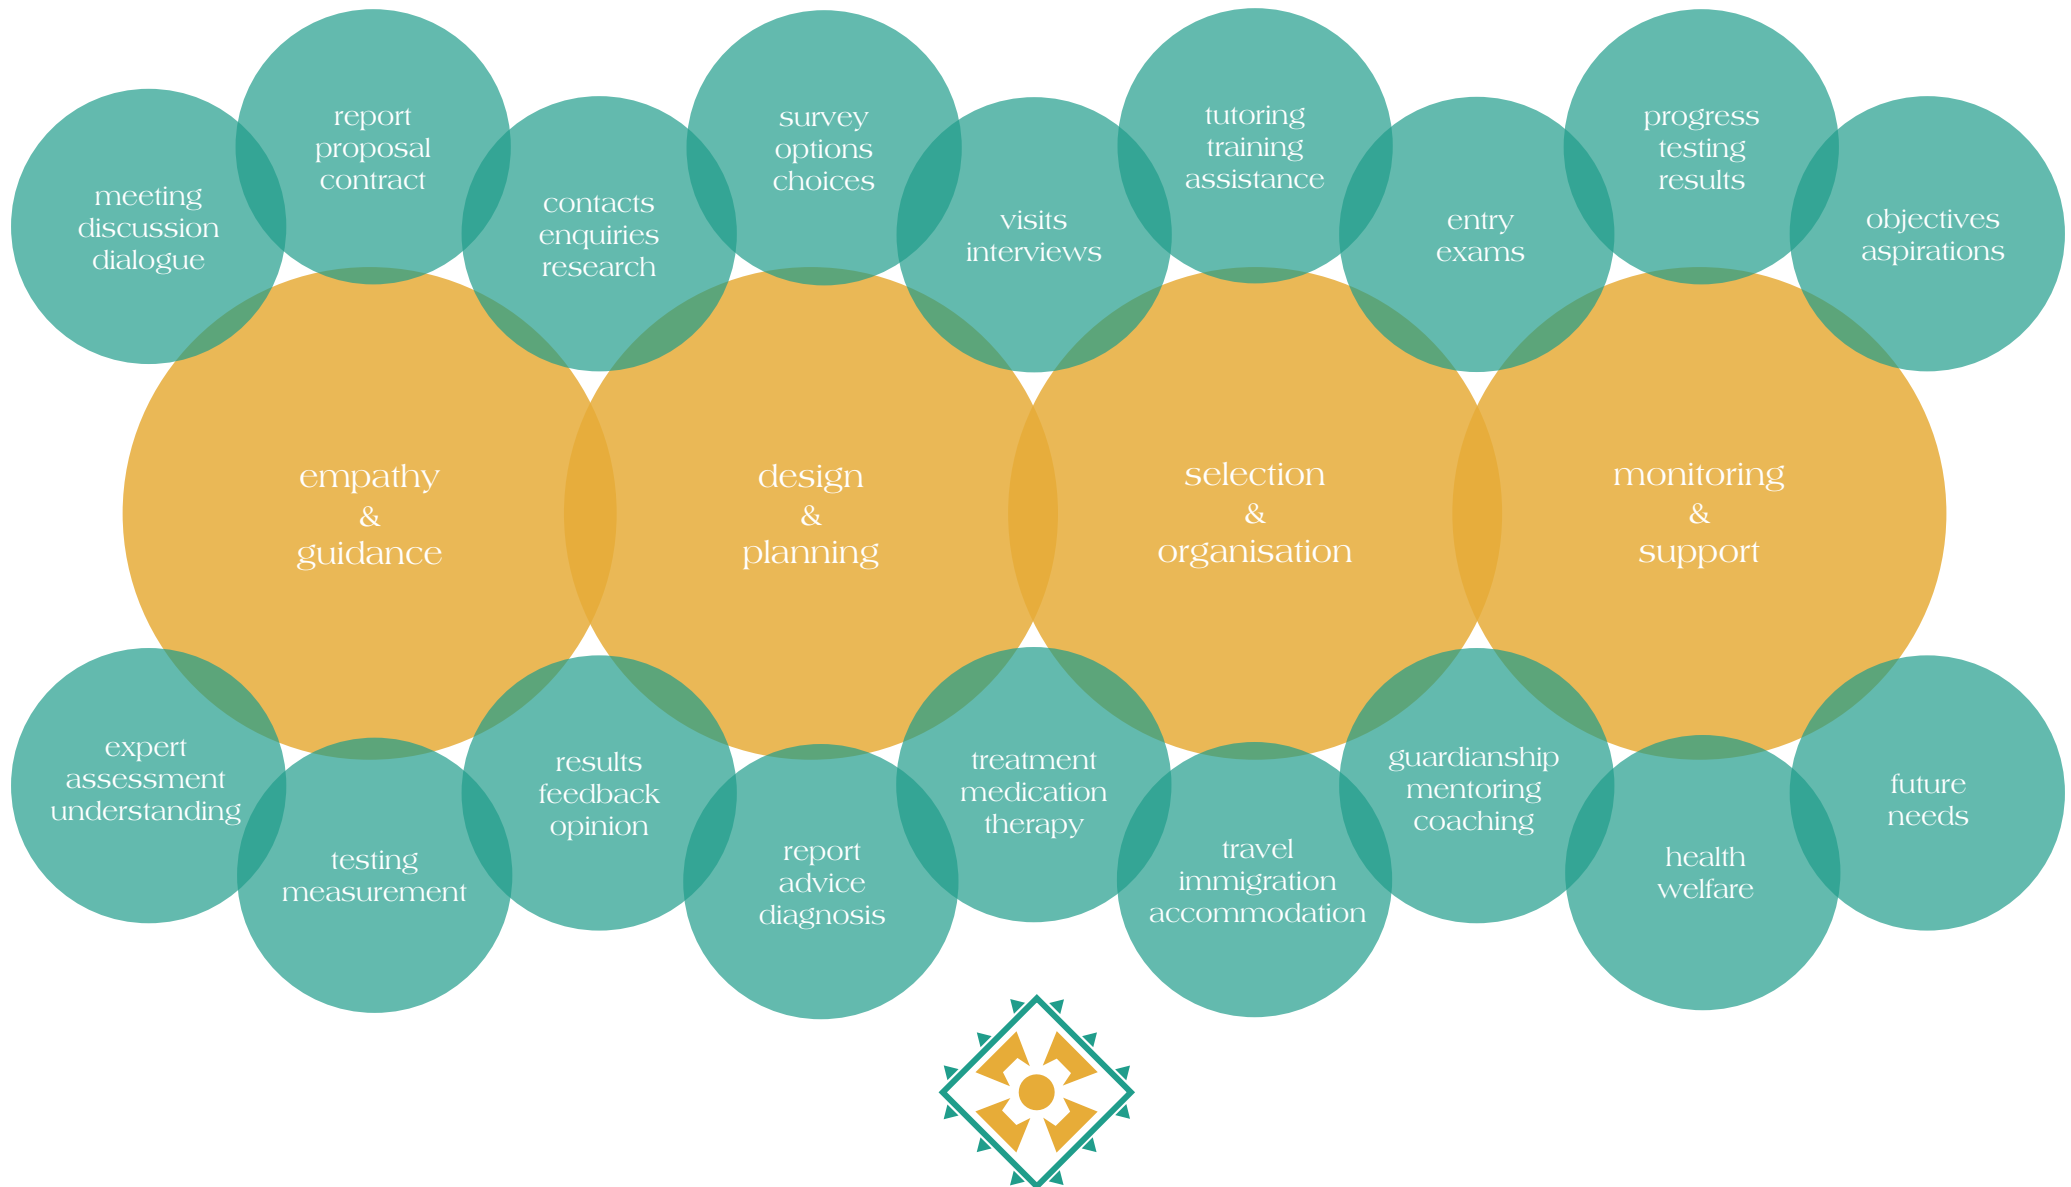 meeting
discussion
dialogue
report
proposal
contract
contacts
enquiries
research
survey
options
choices
visits
interviews
tutoring
training
assistance
entry
exams
progress
testing
results
objectives
aspirations
empathy
&
guidance
design
&
planning
selection
&
organisation
monitoring
&
support
expert
assessment
understanding
testing
measurement
results
feedback
opinion
report
advice
diagnosis
treatment
medication
therapy
travel
immigration
accommodation
guardianship
mentoring
coaching
health
welfare
future
needs